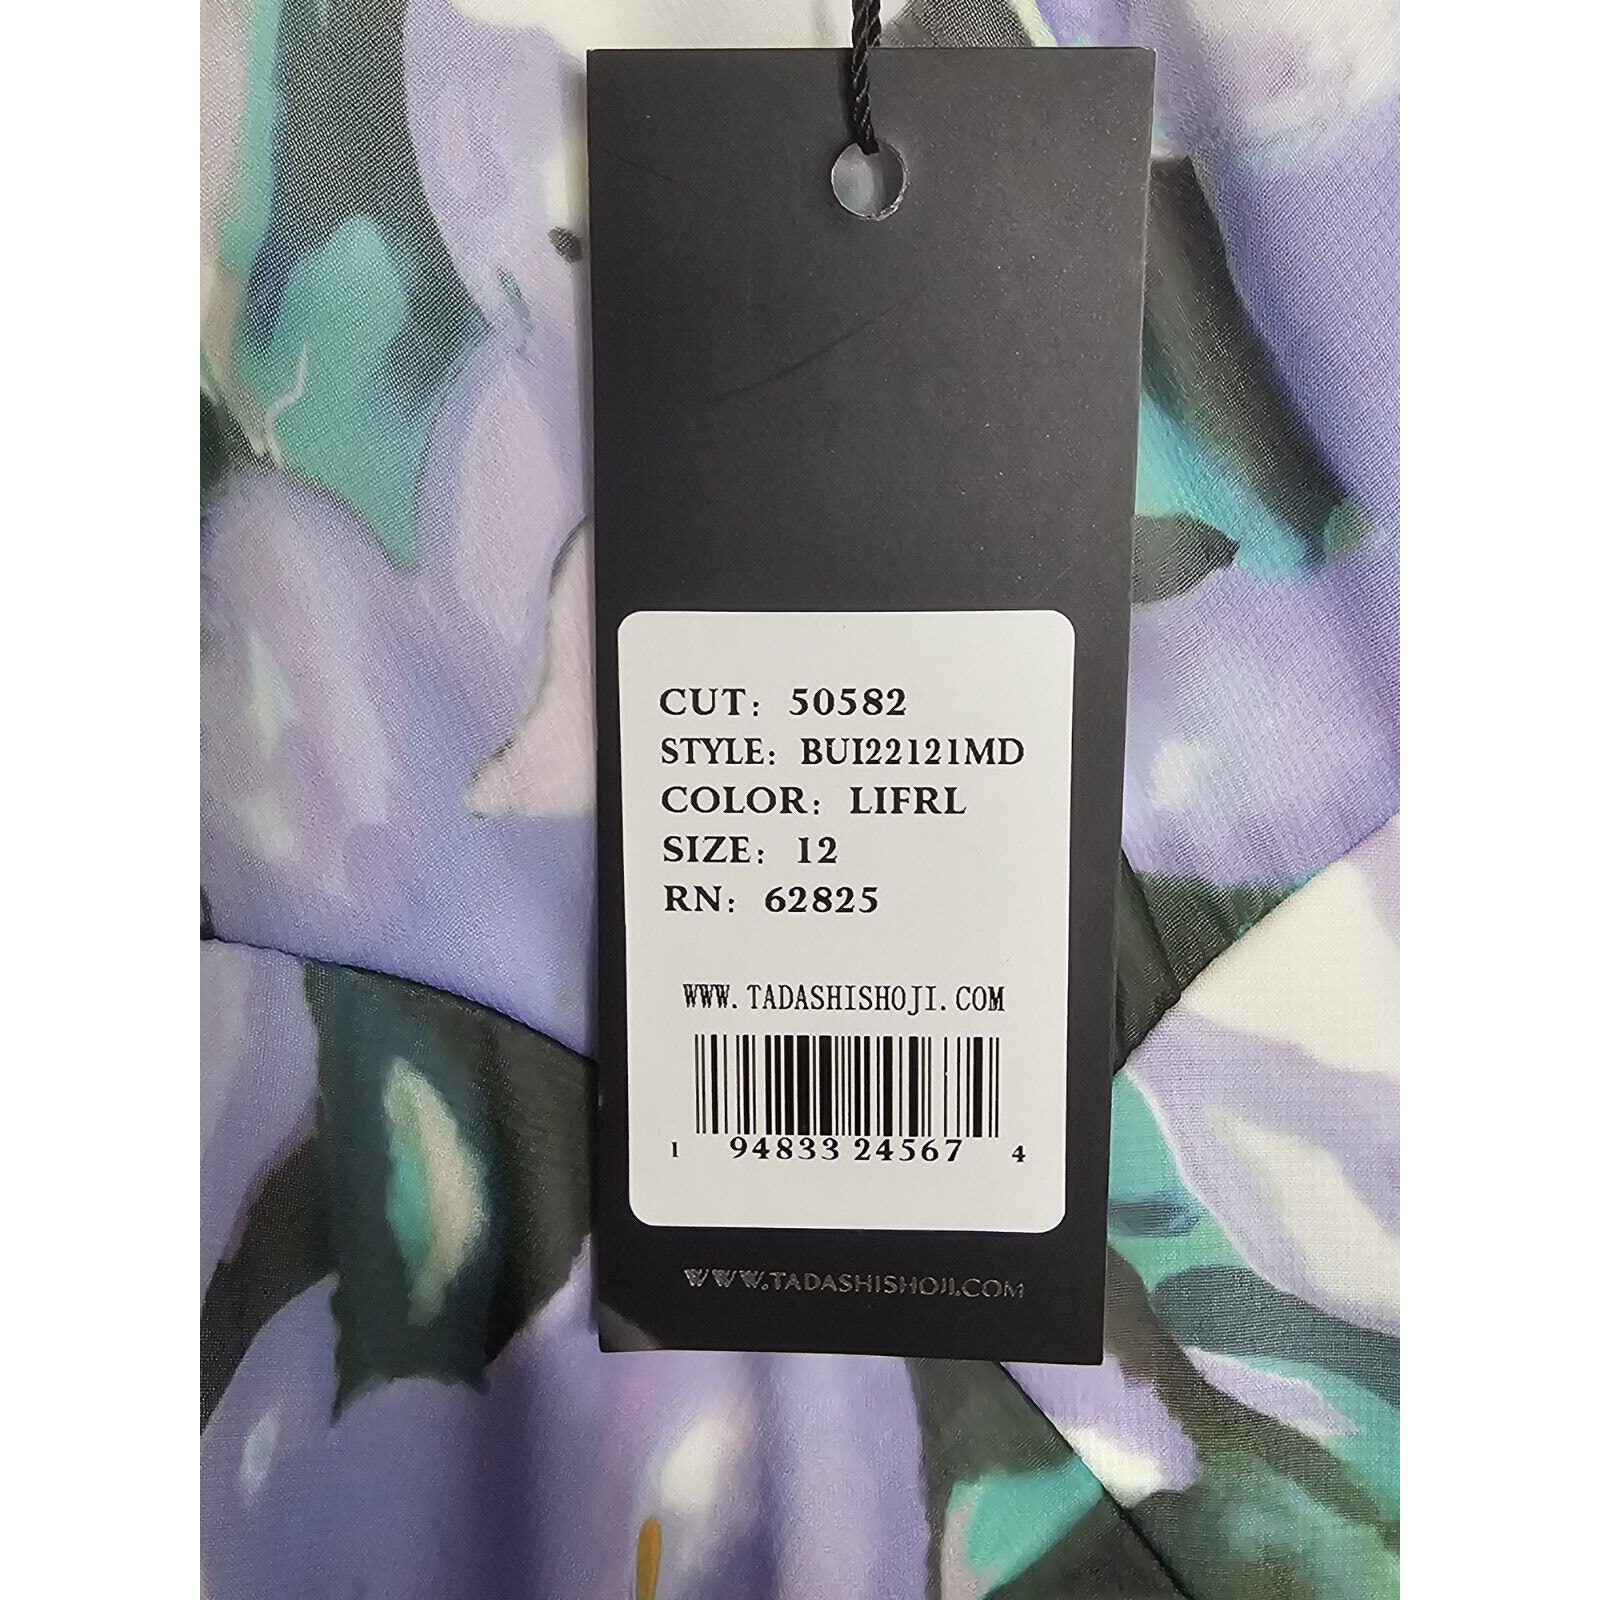 CUT: 50582
STYLE: BUI22121MD
COLOR: LIFRL
SIZE: 12
RN: 62825
WWW.TADASHISHOJI.COM
1 94833 24567 4
WWW.TADASHISHOJI.COM